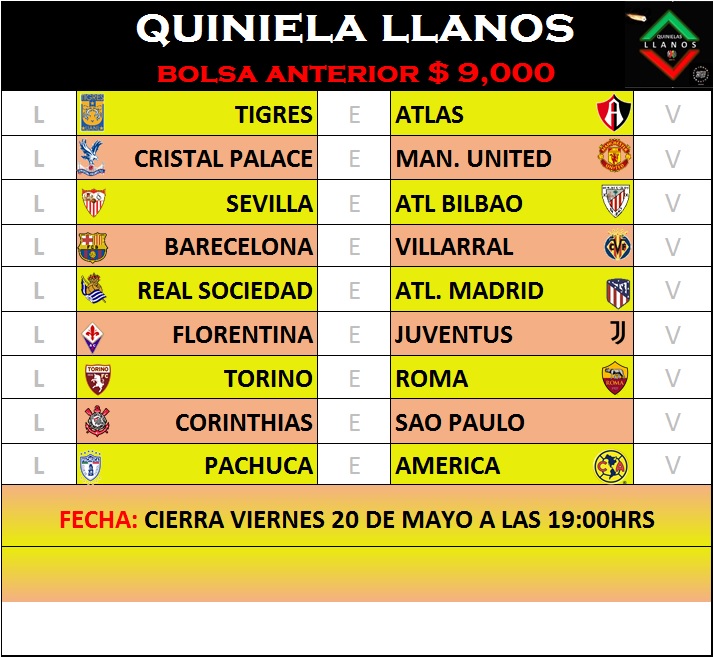 QUINIELA LLANOS
BOLSA ANTERIOR $ 9,000
QUINIELAS
LLANOS
L TIGRES E ATLAS V
L CRISTAL PALACE E MAN. UNITED V
L SEVILLA E ATL BILBAO V
L BARECELONA E VILLARRAL V
L REAL SOCIEDAD E ATL. MADRID V
L FLORENTINA E JUVENTUS V
L TORINO E ROMA V
L CORINTHIAS E SAO PAULO V
L PACHUCA E AMERICA V
FECHA: CIERRA VIERNES 20 DE MAYO A LAS 19:00HRS